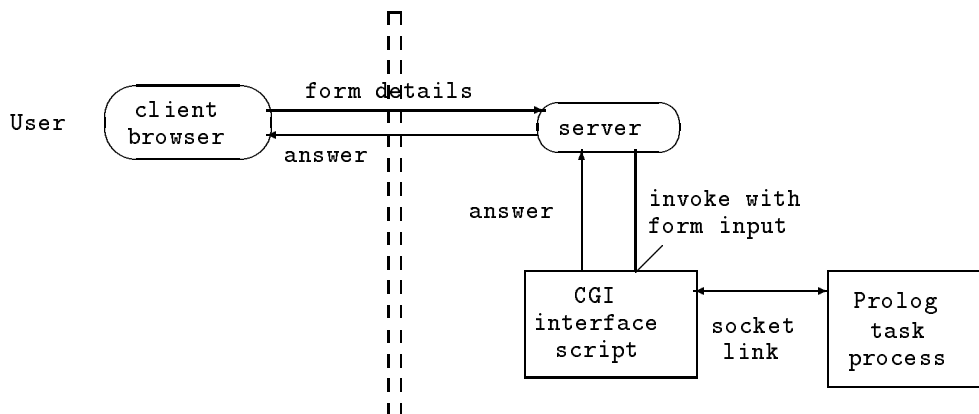 form details
User
client
browser
server
answer
answer
invoke with
form input
CGI
interface
script
socket
link
Prolog
task
process